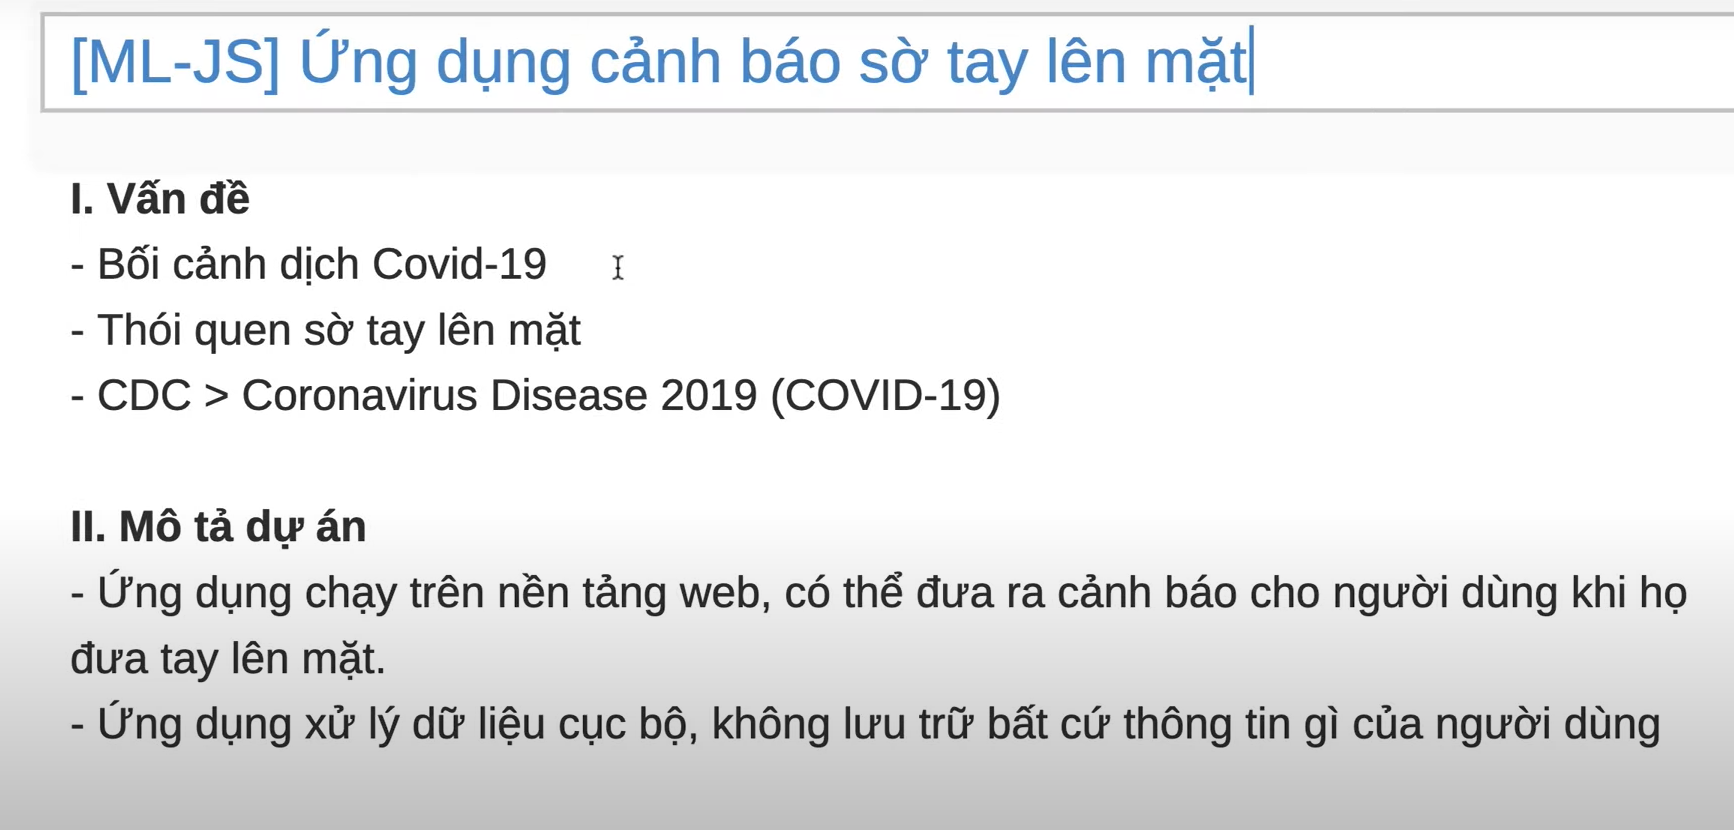 [ML-JS] Ứng dụng cảnh báo sờ tay lên mặt
I. Vấn đề
- Bối cảnh dịch Covid-19
- Thói quen sờ tay lên mặt
- CDC > Coronavirus Disease 2019 (COVID-19)
II. Mô tả dự án
- Ứng dụng chạy trên nền tảng web, có thể đưa ra cảnh báo cho người dùng khi họ
đưa tay lên mặt.
- Ứng dụng xử lý dữ liệu cục bộ, không lưu trữ bất cứ thông tin gì của người dùng